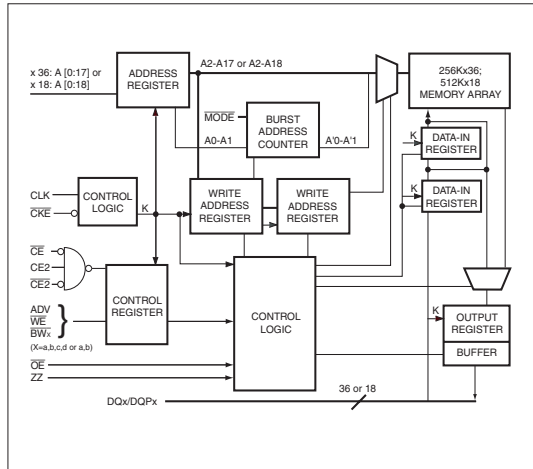 x 36: A [0:17] or
x 18: A [0:18]
ADDRESS
REGISTER
A2-A17 or A2-A18
256Kx36;
512Kx18
MEMORY ARRAY
MODE
A0-A1
BURST
ADDRESS
COUNTER
A'0-A'1
K
DATA-IN
REGISTER
K
DATA-IN
REGISTER
CLK
CKE
CONTROL
LOGIC
K
WRITE
ADDRESS
REGISTER
WRITE
ADDRESS
REGISTER
CE
CE2
CE2
ADV
WE
BWx
}
(X=a,b,c,d or a,b)
CONTROL
REGISTER
CONTROL
LOGIC
K
OUTPUT
REGISTER
BUFFER
OE
ZZ
36 or 18
DQx/DQPx